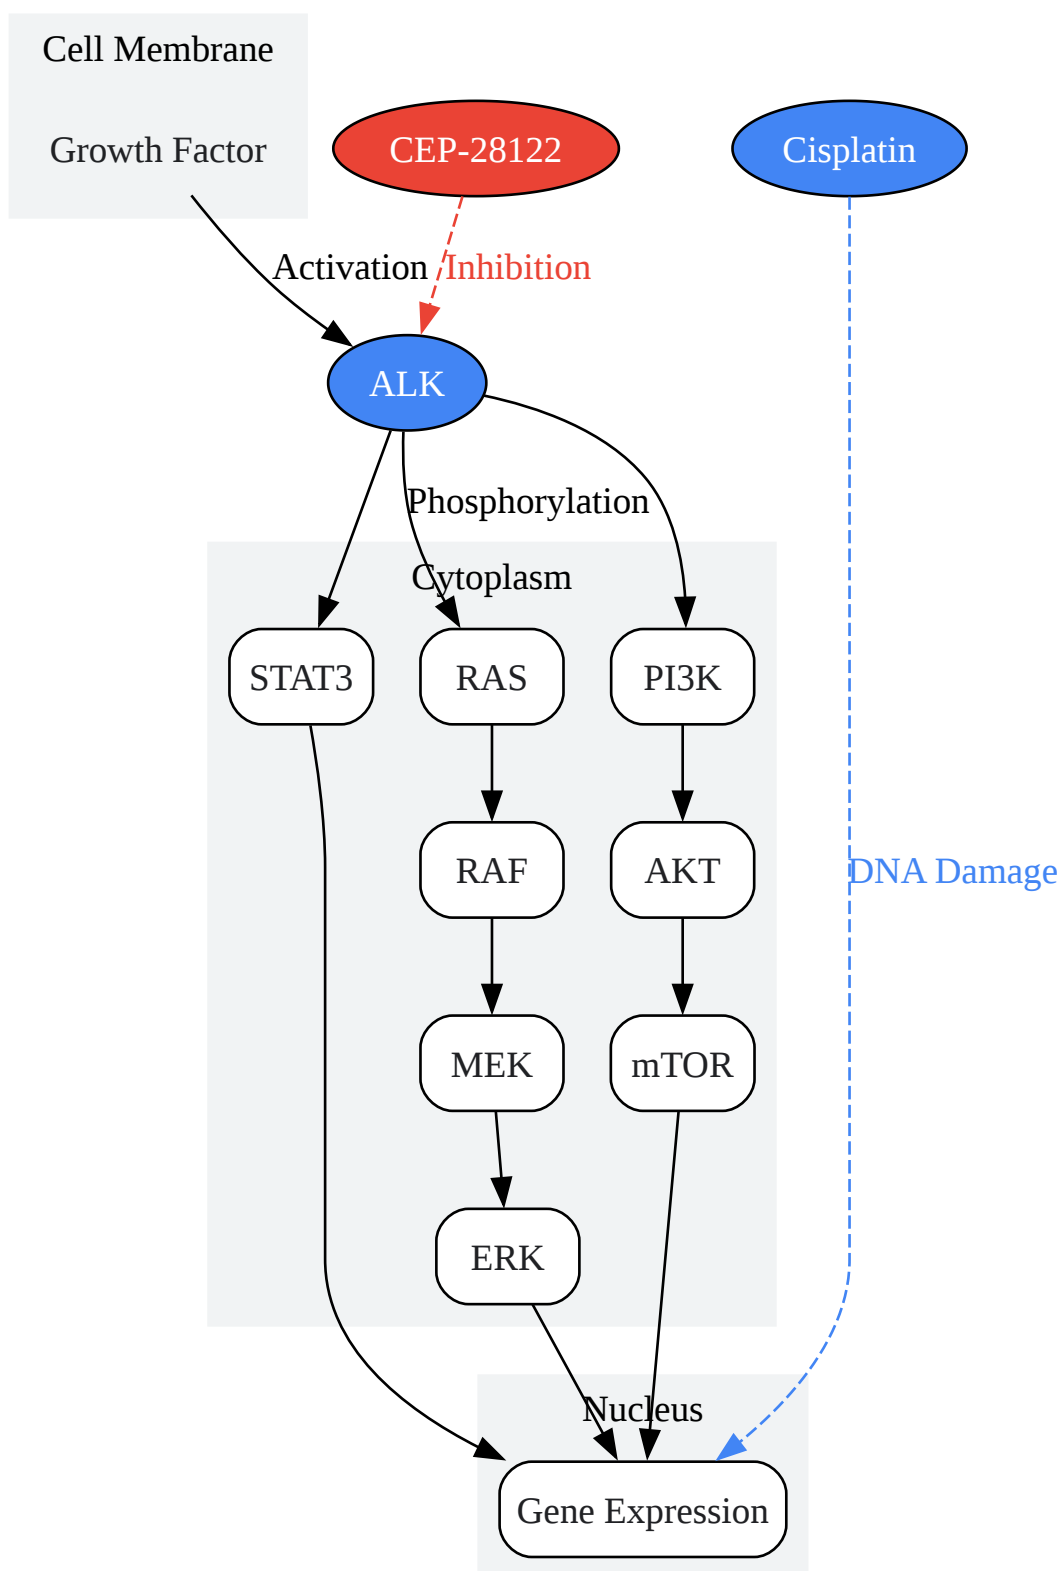 Cell Membrane
Growth Factor
CEP-28122
Cisplatin
Activation
Inhibition
ALK
Phosphorylation
Cytoplasm
STAT3
RAS
PI3K
RAF
AKT
DNA Damage
MEK
mTOR
ERK
Nucleus
Gene Expression